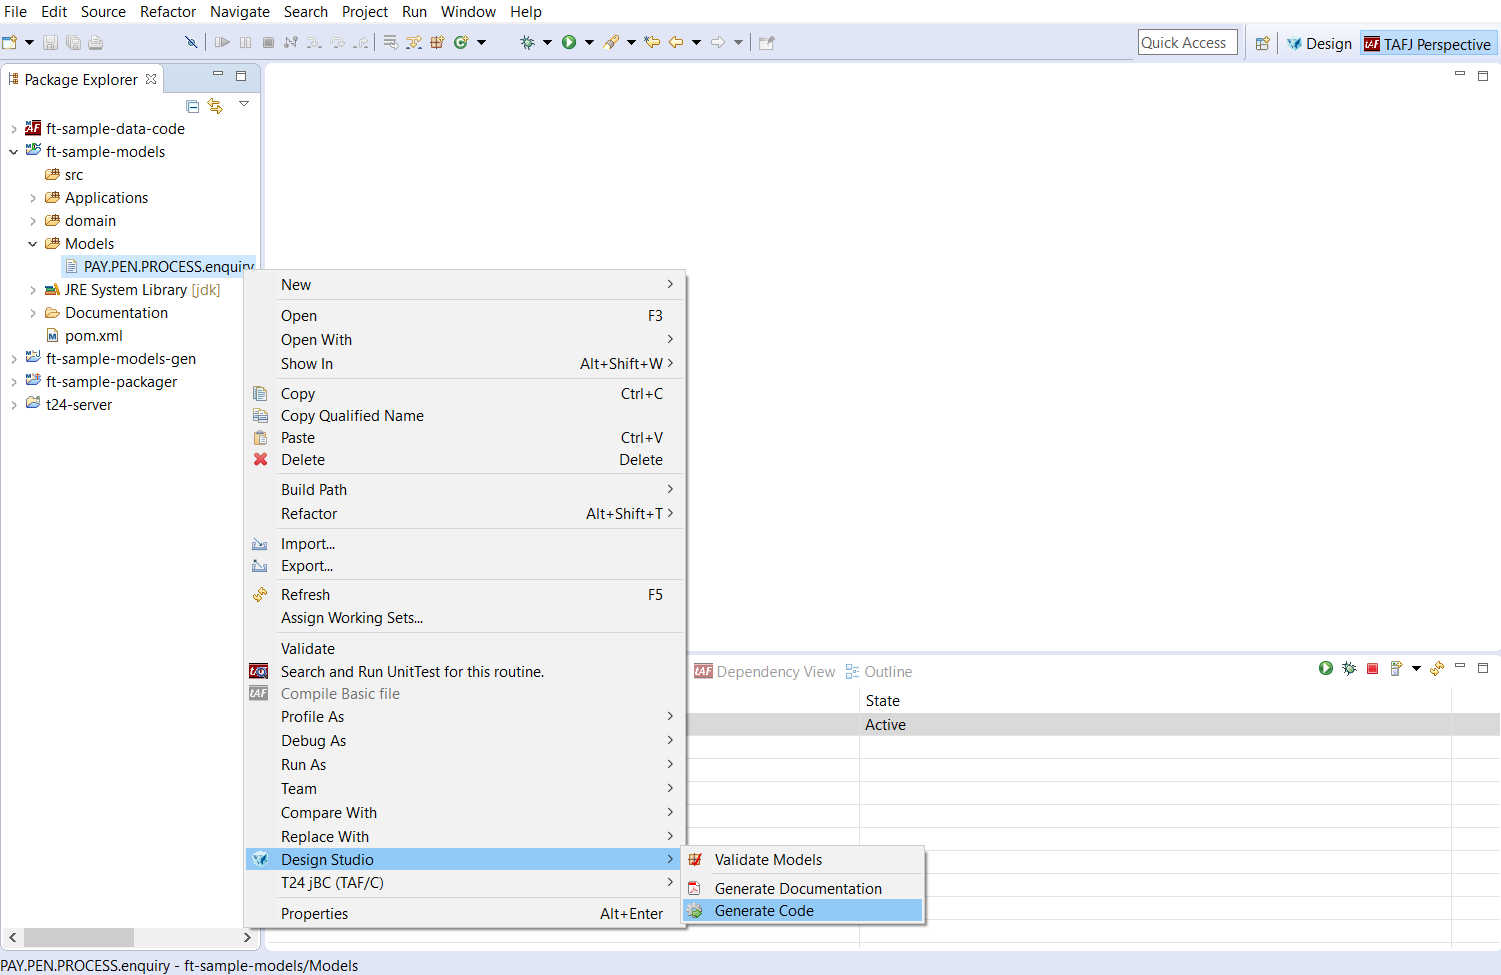 File Edit Source Refactor Navigate Search Project Run Window Help
Quick Access
Design
TAFJ Perspective
Package Explorer
ft-sample-data-code
ft-sample-models
src
Applications
domain
Models
PAY.PEN.PROCESS.enquiry
JRE System Library [jdk]
Documentation
pom.xml
ft-sample-models-gen
ft-sample-packager
t24-server
New
Open F3
Open With
Show In Alt+Shift+W
Copy Ctrl+C
Copy Qualified Name
Paste Ctrl+V
Delete Delete
Build Path
Refactor Alt+Shift+T
Import...
Export...
Refresh F5
Assign Working Sets...
Validate
Search and Run UnitTest for this routine.
Compile Basic file
Profile As
Debug As
Run As
Team
Compare With
Replace With
Design Studio
T24 jBC (TAF/C)
Properties Alt+Enter
Validate Models
Generate Documentation
Generate Code
Dependency View
Outline
State
Active
PAY.PEN.PROCESS.enquiry - ft-sample-models/Models